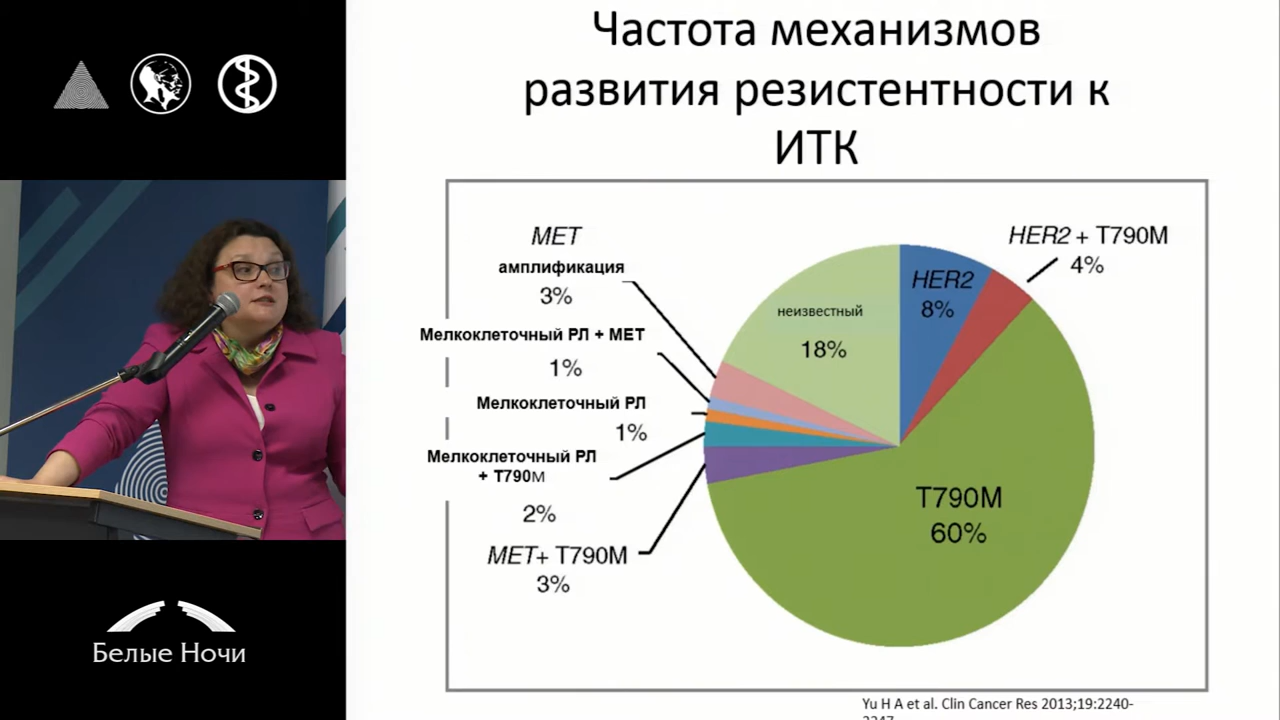 Частота механизмов
развития резистентности к
ИТК
MET
амплификация
3%
Мелкоклеточный РЛ + МЕТ
1%
Мелкоклеточный РЛ
1%
Мелкоклеточный РЛ
+ T790м
2%
MET+ T790M
3%
неизвестный
18%
HER2
8%
HER2 + T790M
4%
T790M
60%
Yu H A et al. Clin Cancer Res 2013;19:2240-
Белые Ночи